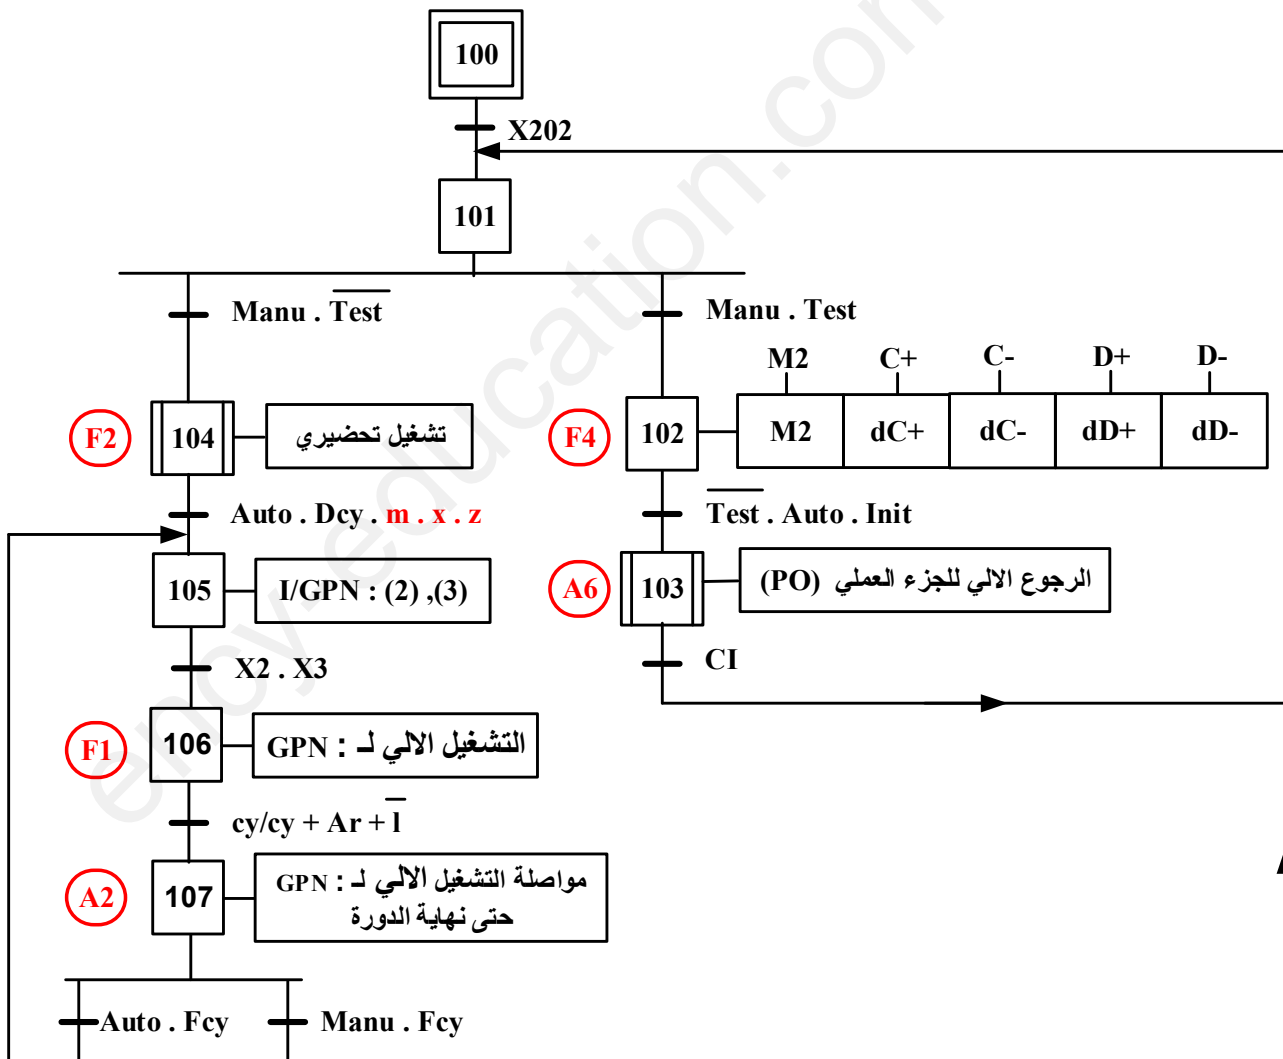 100
X202
101
Manu . T̅e̅s̅t̅
Manu . Test
M2 C+ C- D+ D-
F2 104 تشغيل تحضيري
F4 102 M2 dC+ dC- dD+ dD-
Auto . Dcy . m . x . z
T̅e̅s̅t̅ . Auto . Init
105 I/GPN : (2) ,(3)
A6 103 الرجوع الالي للجزء العملي (PO)
X2 . X3
CI
F1 106 التشغيل الالي لـ : GPN
cy/cy + Ar + l̅
A2 107 مواصلة التشغيل الالي لـ : GPN
حتى نهاية الدورة
Auto . Fcy
Manu . Fcy
ency-education.com